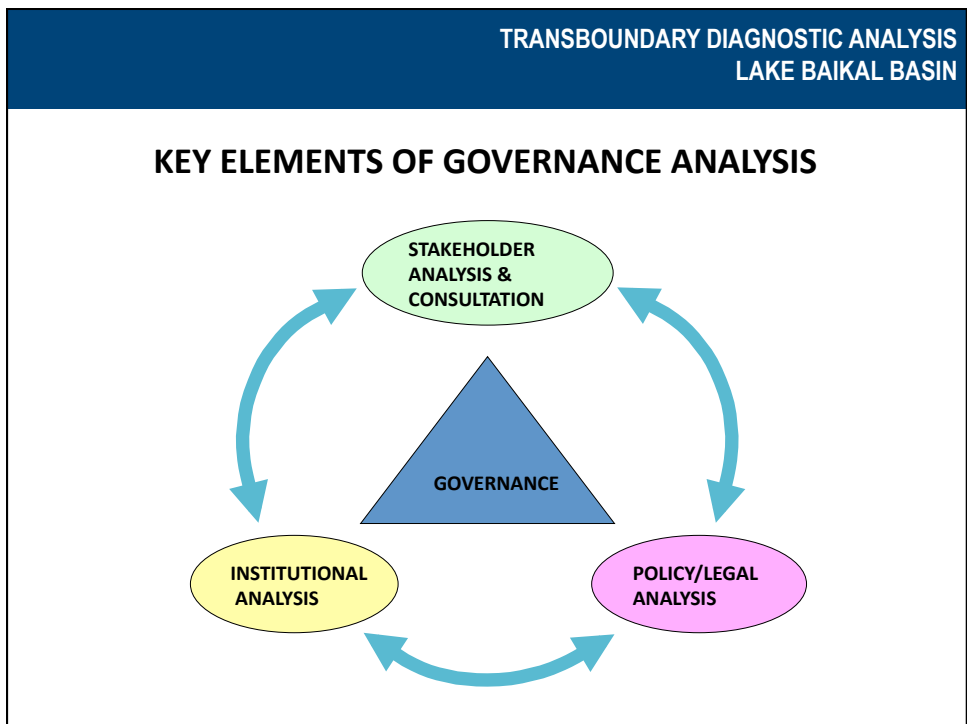 TRANSBOUNDARY DIAGNOSTIC ANALYSIS
LAKE BAIKAL BASIN
KEY ELEMENTS OF GOVERNANCE ANALYSIS
STAKEHOLDER
ANALYSIS &
CONSULTATION
GOVERNANCE
INSTITUTIONAL
ANALYSIS
POLICY/LEGAL
ANALYSIS